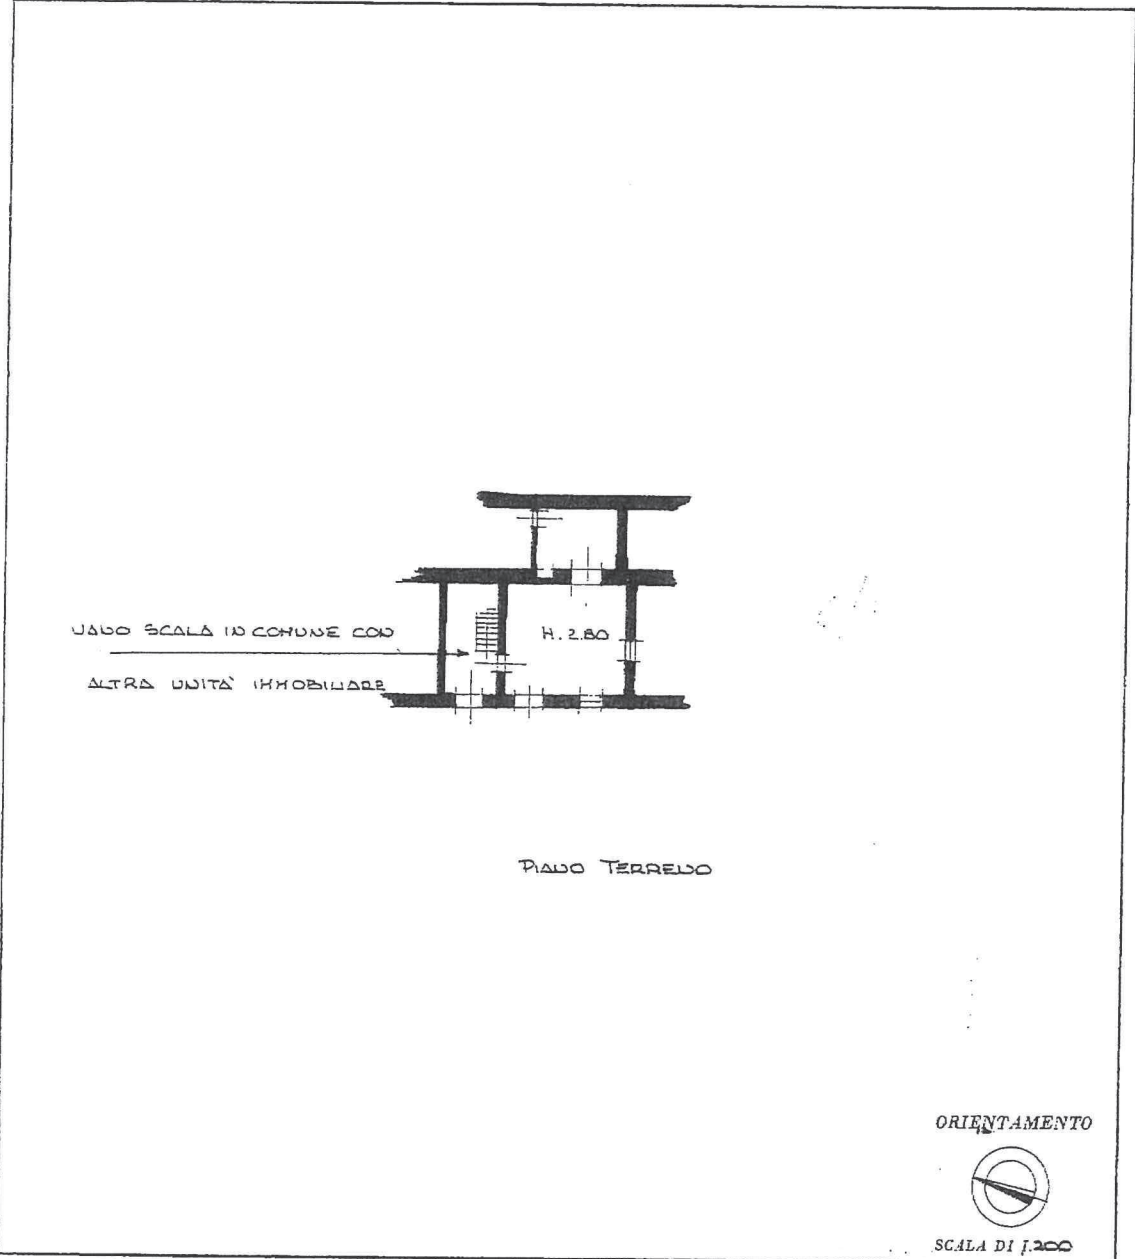 VANO SCALA IN COMUNE CON
ALTRA UNITÀ IMMOBILIARE
H. 2.80
PIANO TERRENO
ORIENTAMENTO
SCALA DI 1:200